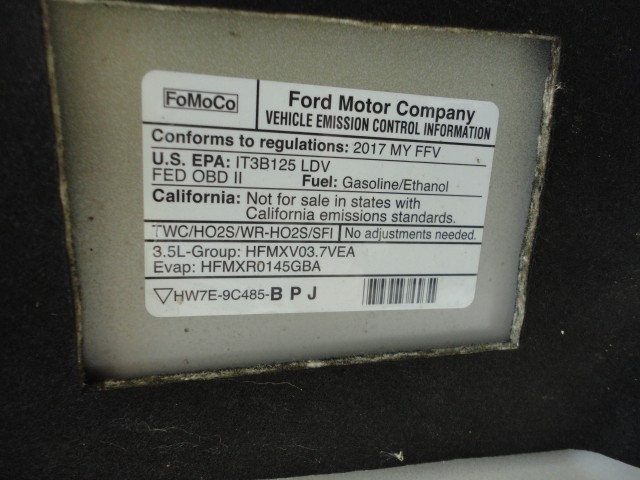 FoMoCo
Ford Motor Company
VEHICLE EMISSION CONTROL INFORMATION
Conforms to regulations: 2017 MY FFV
U.S. EPA: IT3B125 LDV
FED OBD II Fuel: Gasoline/Ethanol
California: Not for sale in states with
California emissions standards.
TWC/HO2S/WR-HO2S/SFI No adjustments needed.
3.5L-Group: HFMXV03.7VEA
Evap: HFMXR0145GBA
HW7E-9C485-BPJ